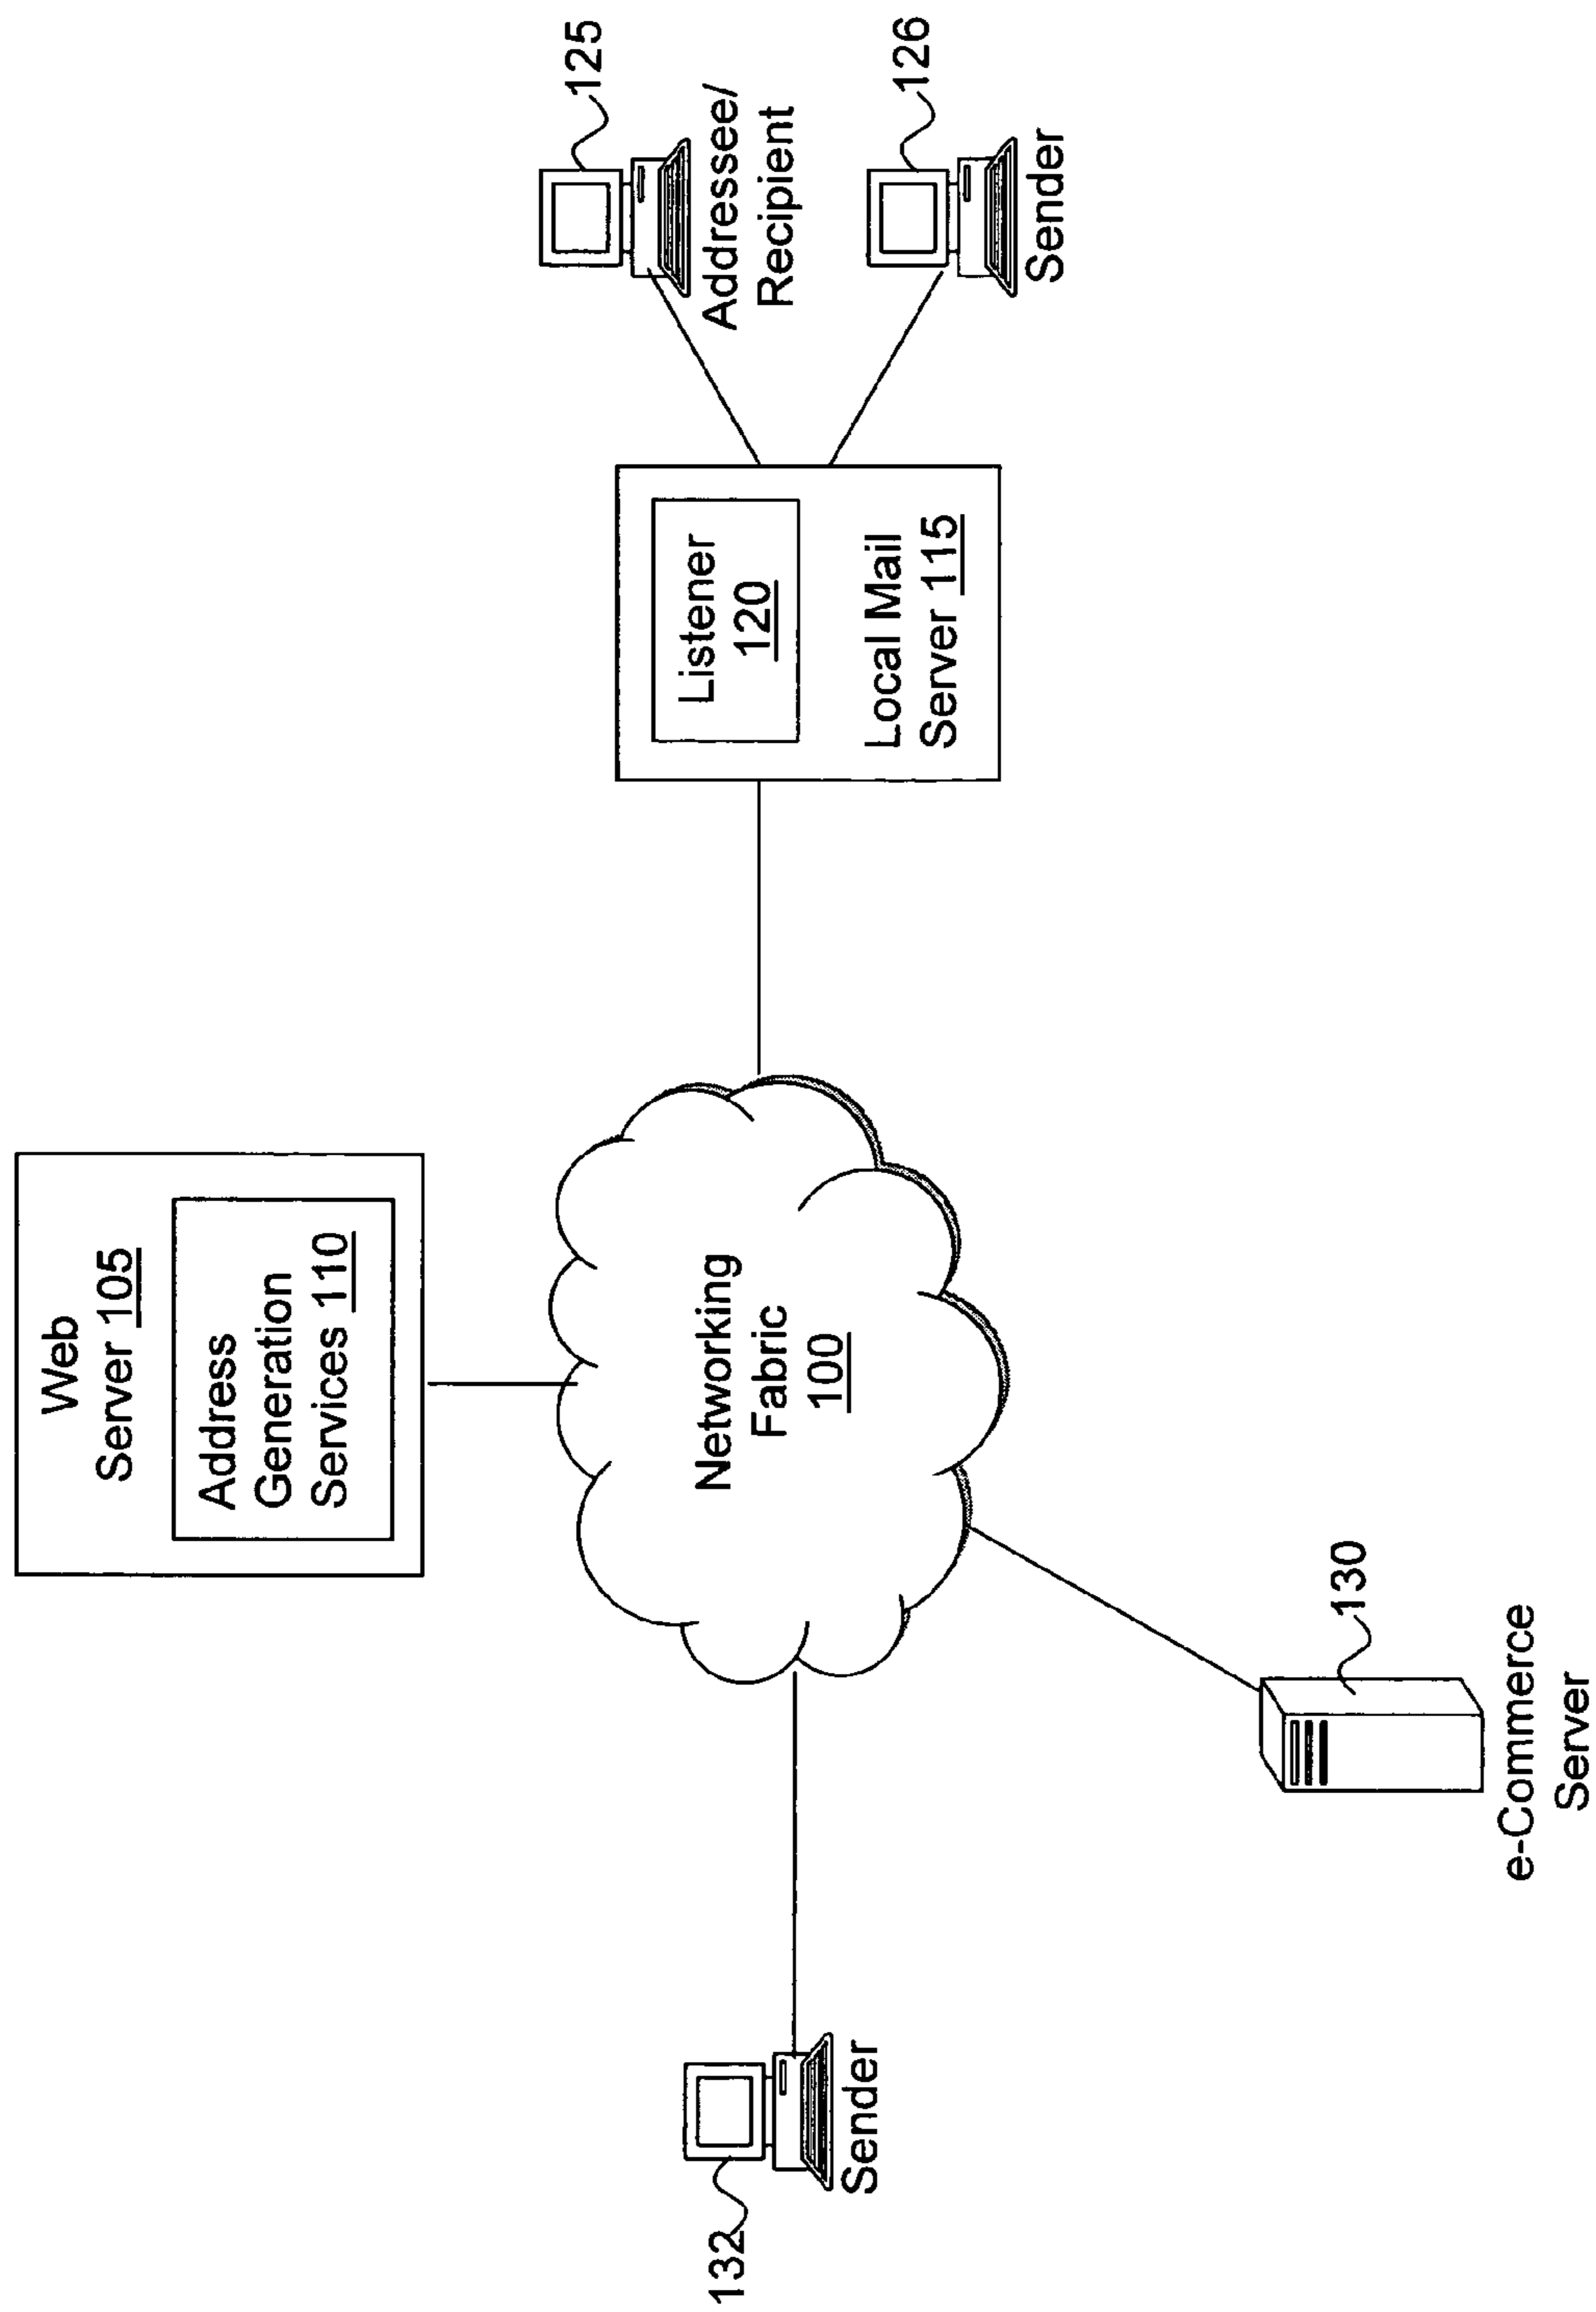 Web
Server 105
Address
Generation
Services 110
Networking
Fabric
100
132
Sender
130
e-Commerce
Server
Listener
120
Local Mail
Server 115
125
Addressee/
Recipient
126
Sender